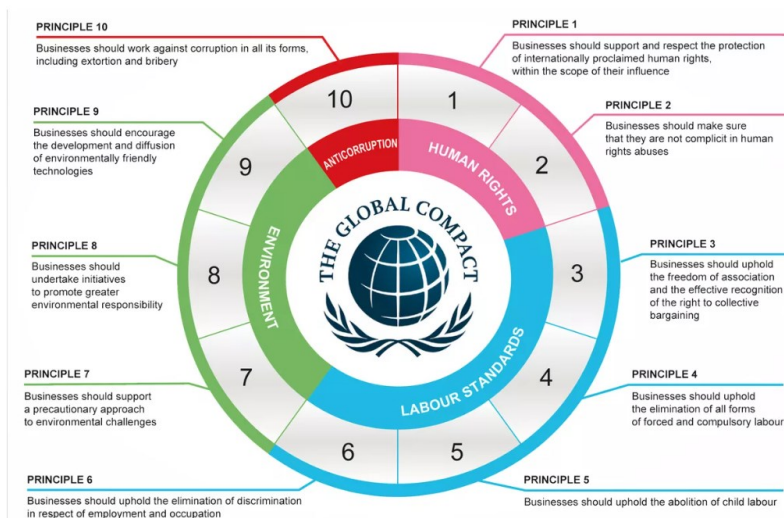 PRINCIPLE 10
Businesses should work against corruption in all its forms,
including extortion and bribery
PRINCIPLE 1
Businesses should support and respect the protection
of internationally proclaimed human rights,
within the scope of their influence
PRINCIPLE 9
Businesses should encourage
the development and diffusion
of environmentally friendly
technologies
PRINCIPLE 2
Businesses should make sure
that they are not complicit in human
rights abuses
PRINCIPLE 8
Businesses should
undertake initiatives
to promote greater
environmental responsibility
PRINCIPLE 3
Businesses should uphold
the freedom of association
and the effective recognition
of the right to collective
bargaining
PRINCIPLE 7
Businesses should support
a precautionary approach
to environmental challenges
PRINCIPLE 4
Businesses should uphold
the elimination of all forms
of forced and compulsory labour
PRINCIPLE 6
Businesses should uphold the elimination of discrimination
in respect of employment and occupation
PRINCIPLE 5
Businesses should uphold the abolition of child labour
10
1
2
3
4
5
6
7
8
9
ANTICORRUPTION
HUMAN RIGHTS
LABOUR STANDARDS
ENVIRONMENT
THE GLOBAL COMPACT